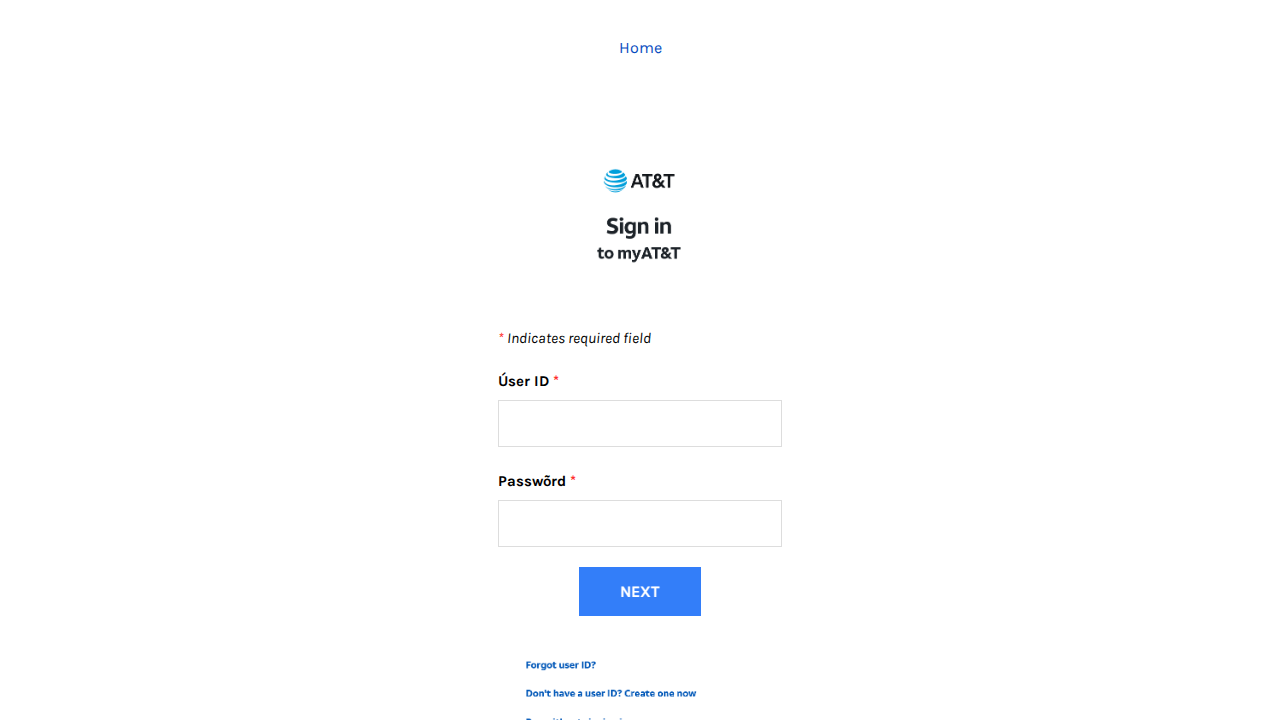 Home
AT&T
Sign in
to myAT&T
* Indicates required field
Úser ID *
Passwõrd *
NEXT
Forgot user ID?
Don't have a user ID? Create one now